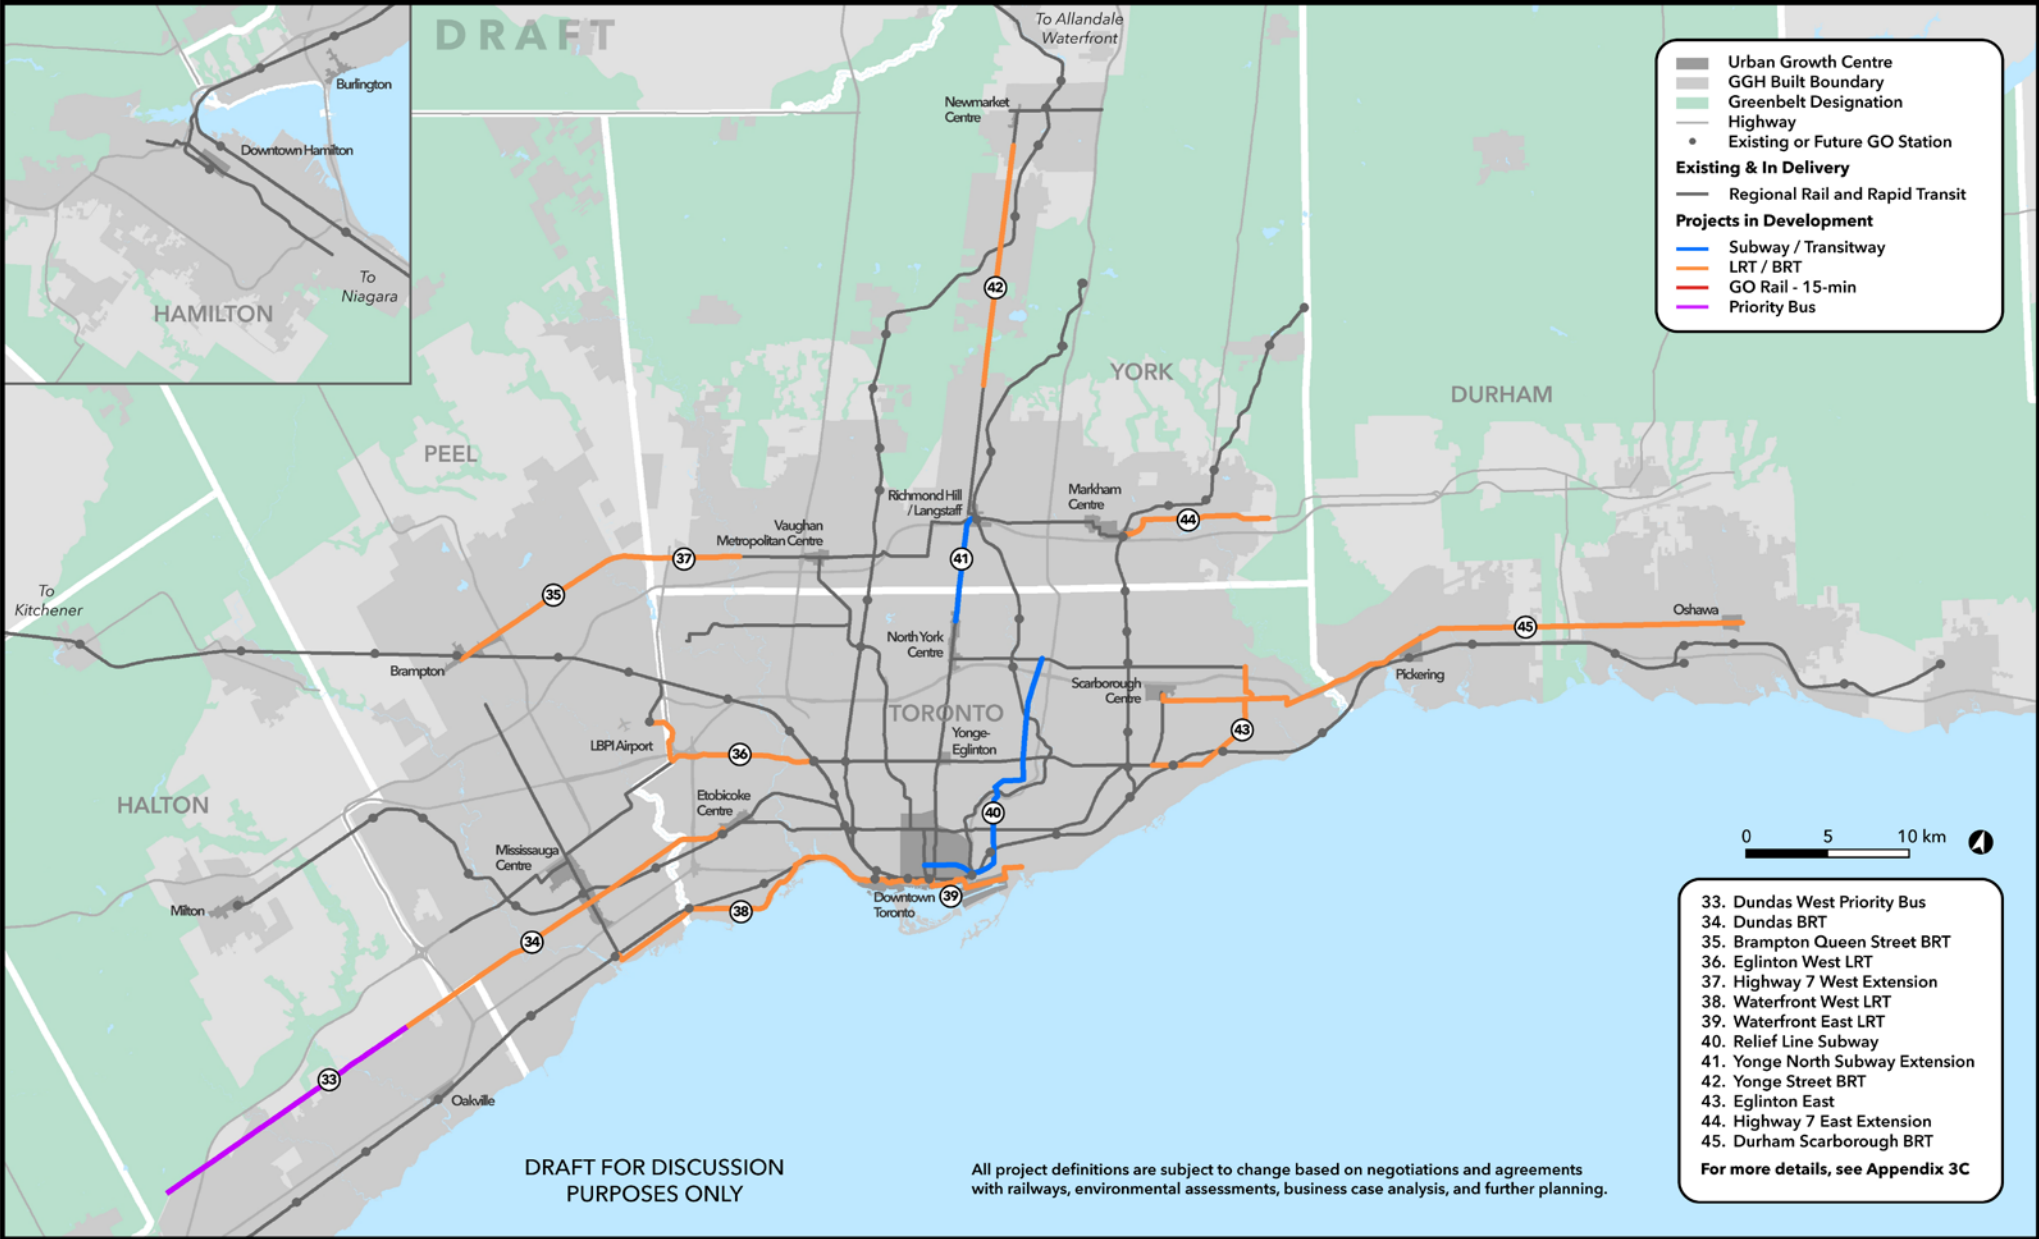 DRAFT
To Allandale
Waterfront
Burlington
Downtown Hamilton
To
Niagara
HAMILTON
Newmarket
Centre
42
Urban Growth Centre
GGH Built Boundary
Greenbelt Designation
Highway
Existing or Future GO Station
Existing & In Delivery
Regional Rail and Rapid Transit
Projects in Development
Subway / Transitway
LRT / BRT
GO Rail - 15-min
Priority Bus
YORK
DURHAM
PEEL
Richmond Hill
/ Langstaff
Markham
Centre
44
Vaughan
Metropolitan Centre
37
41
35
To
Kitchener
Brampton
North York
Centre
Scarborough
Centre
Oshawa
45
Pickering
TORONTO
Yonge-
Eglinton
43
LBPI Airport
36
HALTON
Etobicoke
Centre
40
Mississauga
Centre
Milton
Downtown
Toronto
39
38
34
33
Oakville
0 5 10 km
33. Dundas West Priority Bus
34. Dundas BRT
35. Brampton Queen Street BRT
36. Eglinton West LRT
37. Highway 7 West Extension
38. Waterfront West LRT
39. Waterfront East LRT
40. Relief Line Subway
41. Yonge North Subway Extension
42. Yonge Street BRT
43. Eglinton East
44. Highway 7 East Extension
45. Durham Scarborough BRT
For more details, see Appendix 3C
DRAFT FOR DISCUSSION
PURPOSES ONLY
All project definitions are subject to change based on negotiations and agreements
with railways, environmental assessments, business case analysis, and further planning.